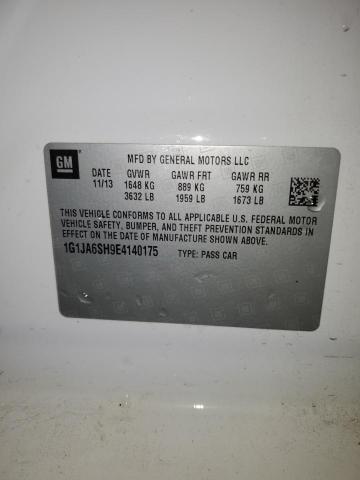 GM
MFD BY GENERAL MOTORS LLC
DATE GVWR GAWR FRT GAWR RR
11/13 1648 KG 889 KG 759 KG
3632 LB 1959 LB 1673 LB
THIS VEHICLE CONFORMS TO ALL APPLICABLE U.S. FEDERAL MOTOR
VEHICLE SAFETY, BUMPER, AND THEFT PREVENTION STANDARDS
IN EFFECT ON THE DATE OF MANUFACTURE SHOWN ABOVE.
1G1JA6SH9E4140175 TYPE: PASS CAR